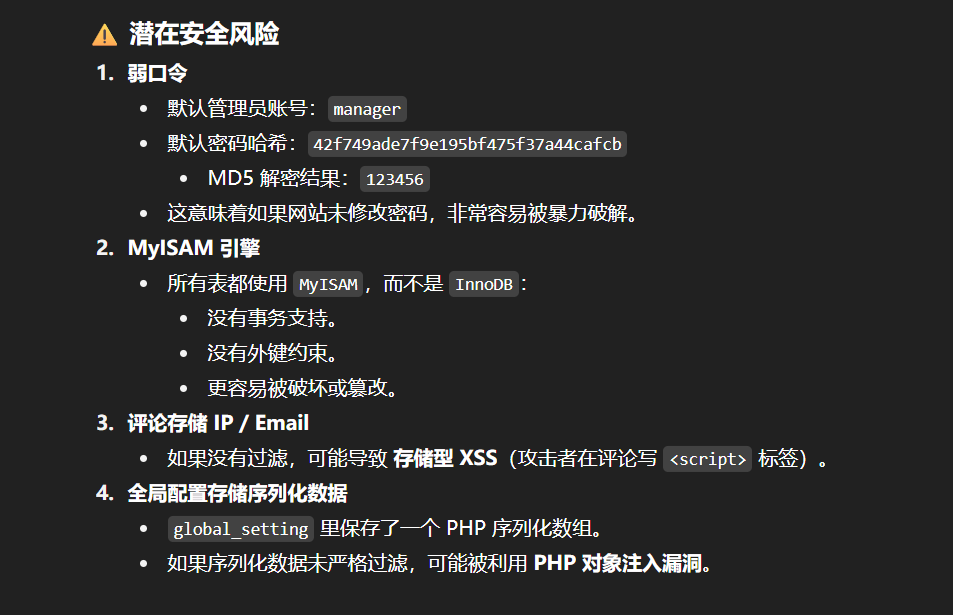 ⚠️ 潜在安全风险
1. 弱口令
• 默认管理员账号： manager
• 默认密码哈希： 42f749ade7f9e195bf475f37a44cafcb
• MD5 解密结果： 123456
• 这意味着如果网站未修改密码，非常容易被暴力破解。
2. MyISAM 引擎
• 所有表都使用 MyISAM，而不是 InnoDB：
• 没有事务支持。
• 没有外键约束。
• 更容易被破坏或篡改。
3. 评论存储 IP / Email
• 如果没有过滤，可能导致 存储型 XSS（攻击者在评论写 <script> 标签）。
4. 全局配置存储序列化数据
• global_setting 里保存了一个 PHP 序列化数组。
• 如果序列化数据未严格过滤，可能被利用 PHP 对象注入漏洞。